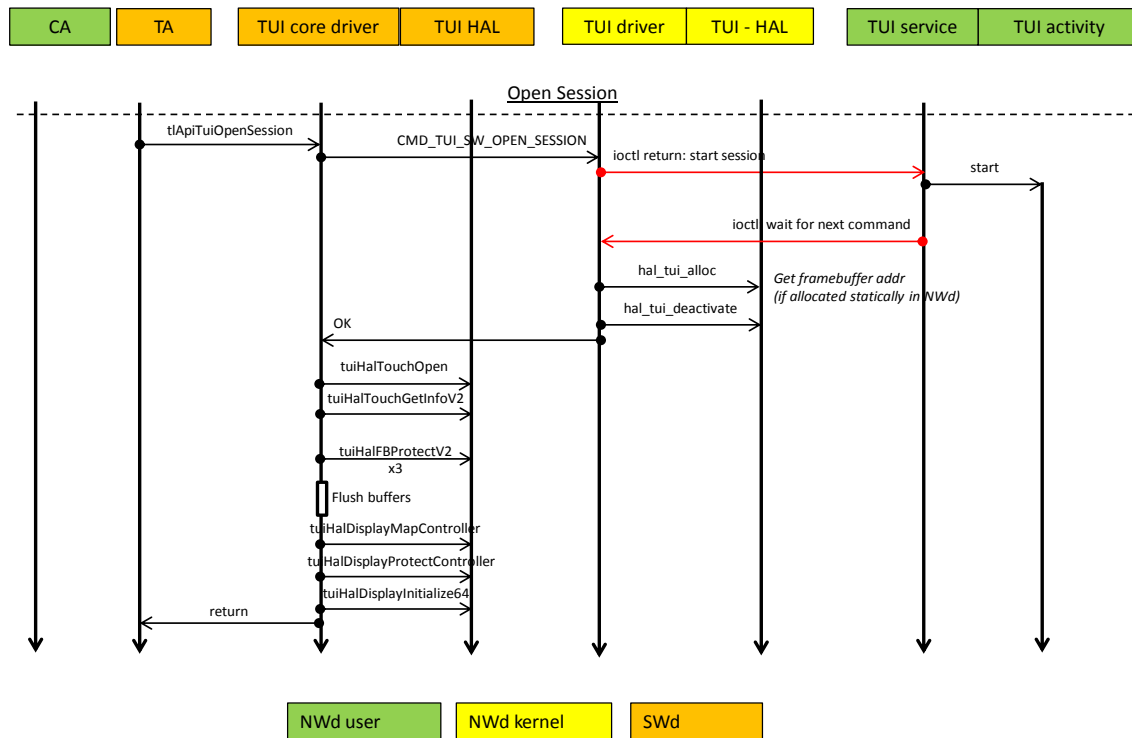 CA
TA
TUI core driver
TUI HAL
TUI driver
TUI - HAL
TUI service
TUI activity
Open Session
tlApiTuiOpenSession
CMD_TUI_SW_OPEN_SESSION
ioctl return: start session
start
ioctl: wait for next command
hal_tui_alloc
Get framebuffer addr
(if allocated statically in NWd)
hal_tui_deactivate
OK
tuiHalTouchOpen
tuiHalTouchGetInfoV2
tuiHalFBProtectV2
x3
Flush buffers
tuiHalDisplayMapController
tuiHalDisplayProtectController
tuiHalDisplayInitialize64
return
NWd user
NWd kernel
SWd